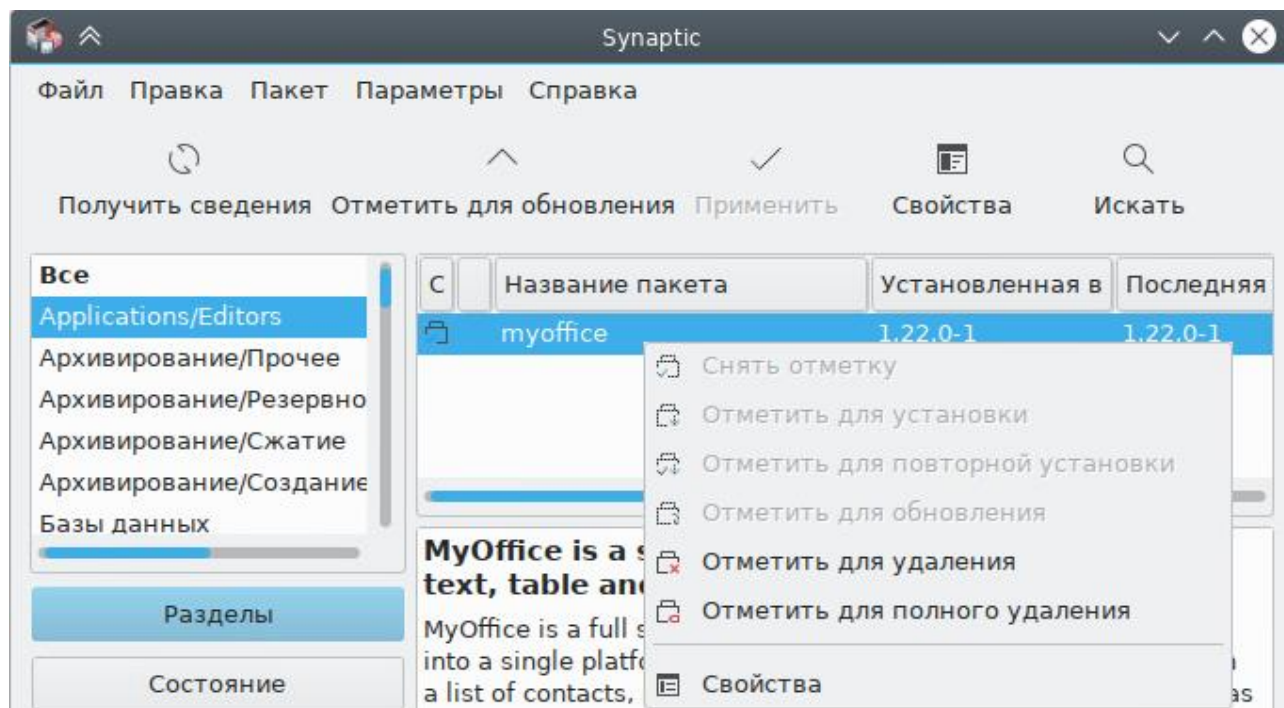 Synaptic
Файл Правка Пакет Параметры Справка
Получить сведения Отметить для обновления Применить Свойства Искать
Все
Applications/Editors
Архивирование/Прочее
Архивирование/Резервно
Архивирование/Сжатие
Архивирование/Создание
Базы данных
Разделы
Состояние
С Название пакета Установленная в Последняя
myoffice 1.22.0-1 1.22.0-1
Снять отметку
Отметить для установки
Отметить для повторной установки
Отметить для обновления
Отметить для удаления
Отметить для полного удаления
Свойства
MyOffice is a
text, table and
MyOffice is a full
into a single
a list of contacts,